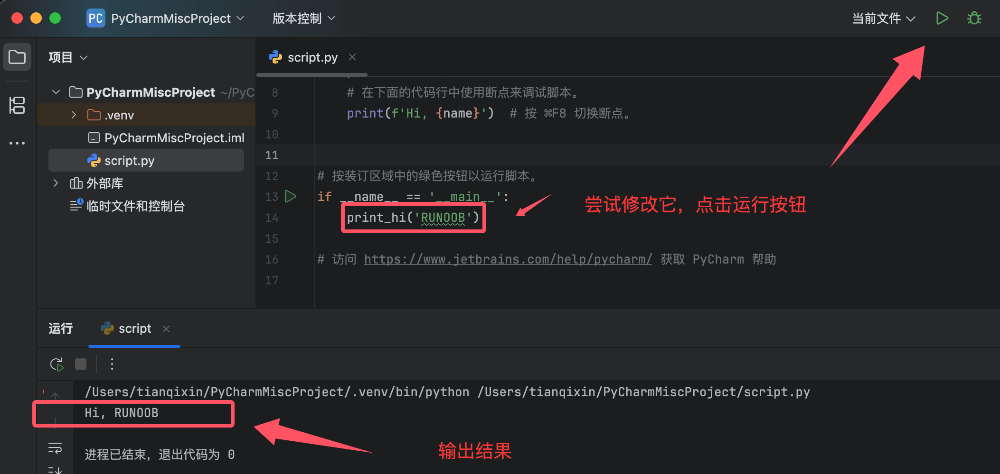 PC PyCharmMiscProject 版本控制 当前文件
项目
script.py
PyCharmMiscProject ~/PyC
.venv
PyCharmMiscProject.iml
script.py
外部库
临时文件和控制台
8 # 在下面的代码行中使用断点来调试脚本。
9 print(f'Hi, {name}') # 按 ⌘F8 切换断点。
10
11
12 # 按装订区域中的绿色按钮以运行脚本。
13 if __name__ == '__main__':
14 print_hi('RUNOOB')
15
16 # 访问 https://www.jetbrains.com/help/pycharm/ 获取 PyCharm 帮助
17
尝试修改它，点击运行按钮
运行 script
/Users/tianqixin/PyCharmMiscProject/.venv/bin/python /Users/tianqixin/PyCharmMiscProject/script.py
Hi, RUNOOB
进程已结束，退出代码为 0
输出结果